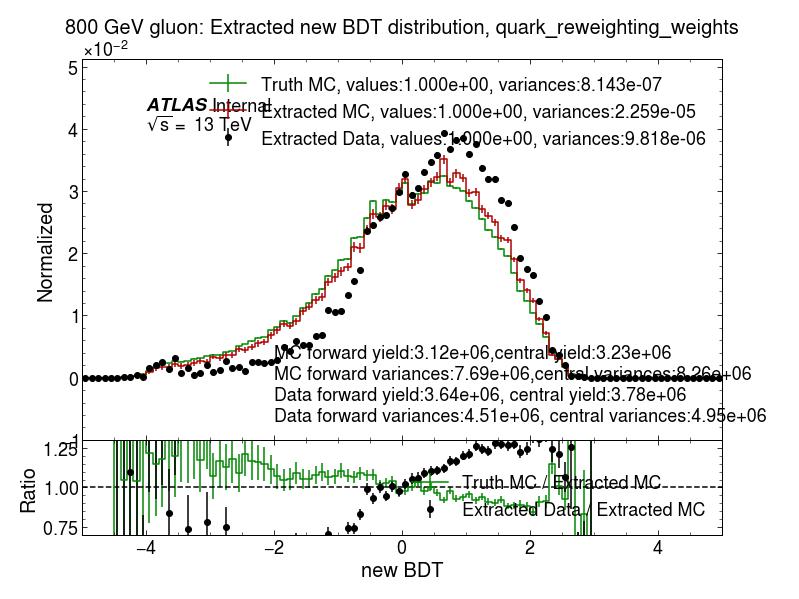 800 GeV gluon: Extracted new BDT distribution, quark_reweighting_weights
×10−2
Truth MC, values:1.000e+00, variances:8.143e-07
ATLAS Internal
Extracted MC, values:1.000e+00, variances:2.259e-05
√s = 13 TeV
Extracted Data, values:1.000e+00, variances:9.818e-06
5
4
3
2
1
0
Normalized
MC forward yield:3.12e+06,central yield:3.23e+06
MC forward variances:7.69e+06,central variances:8.26e+06
Data forward yield:3.64e+06, central yield:3.78e+06
Data forward variances:4.51e+06, central variances:4.95e+06
1
1.25
1.00
0.75
Ratio
Truth MC / Extracted MC
Extracted Data / Extracted MC
−4 −2 0 2 4
new BDT